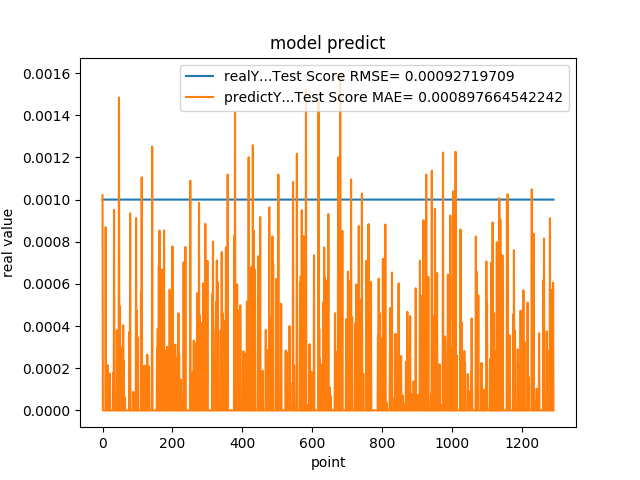 model predict
realY...Test Score RMSE= 0.00092719709
predictY...Test Score MAE= 0.000897664542242
0.0016
0.0014
0.0012
0.0010
0.0008
0.0006
0.0004
0.0002
0.0000
real value
0 200 400 600 800 1000 1200
point